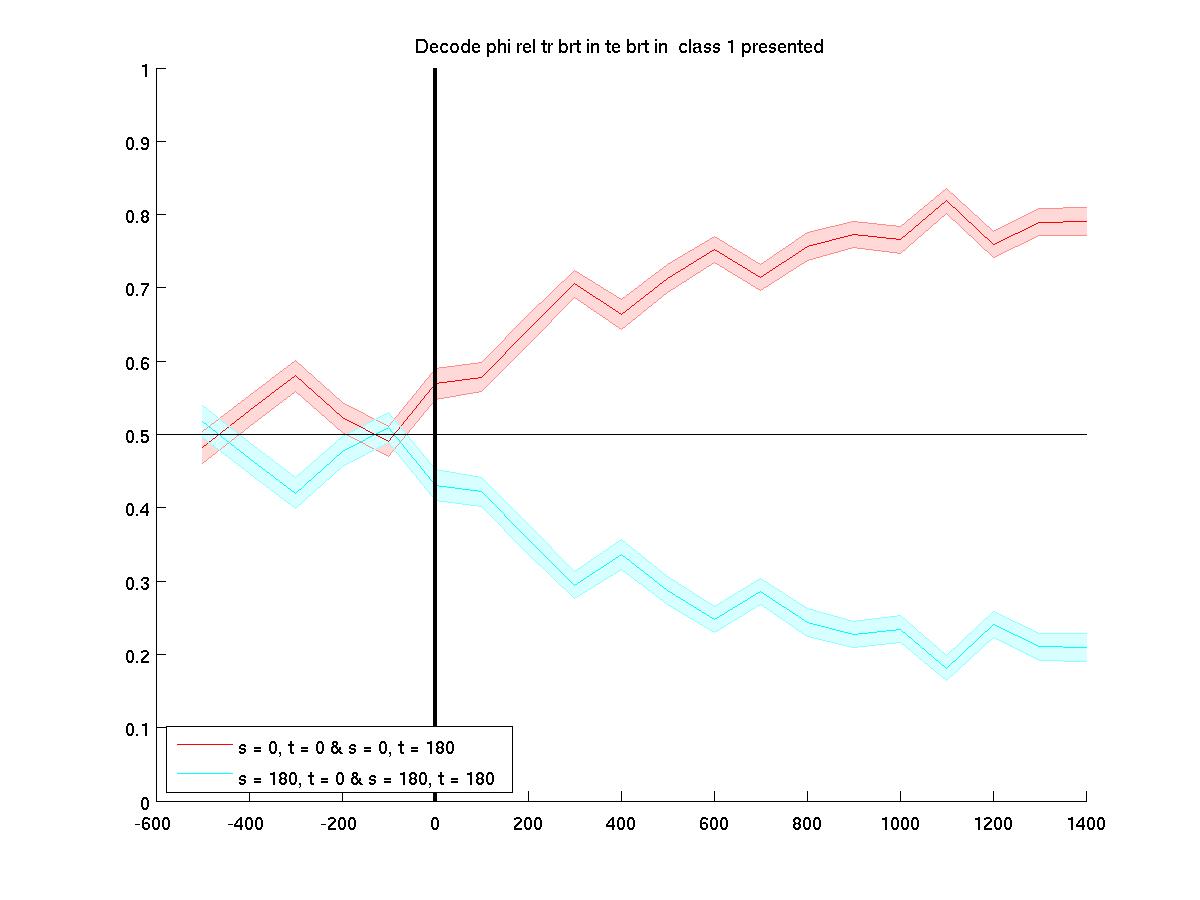 Decode phi rel tr brt in te brt in  class 1 presented
1
0.9
0.8
0.7
0.6
0.5
0.4
0.3
0.2
0.1
0
s = 0, t = 0 & s = 0, t = 180
s = 180, t = 0 & s = 180, t = 180
-600 -400 -200 0 200 400 600 800 1000 1200 1400